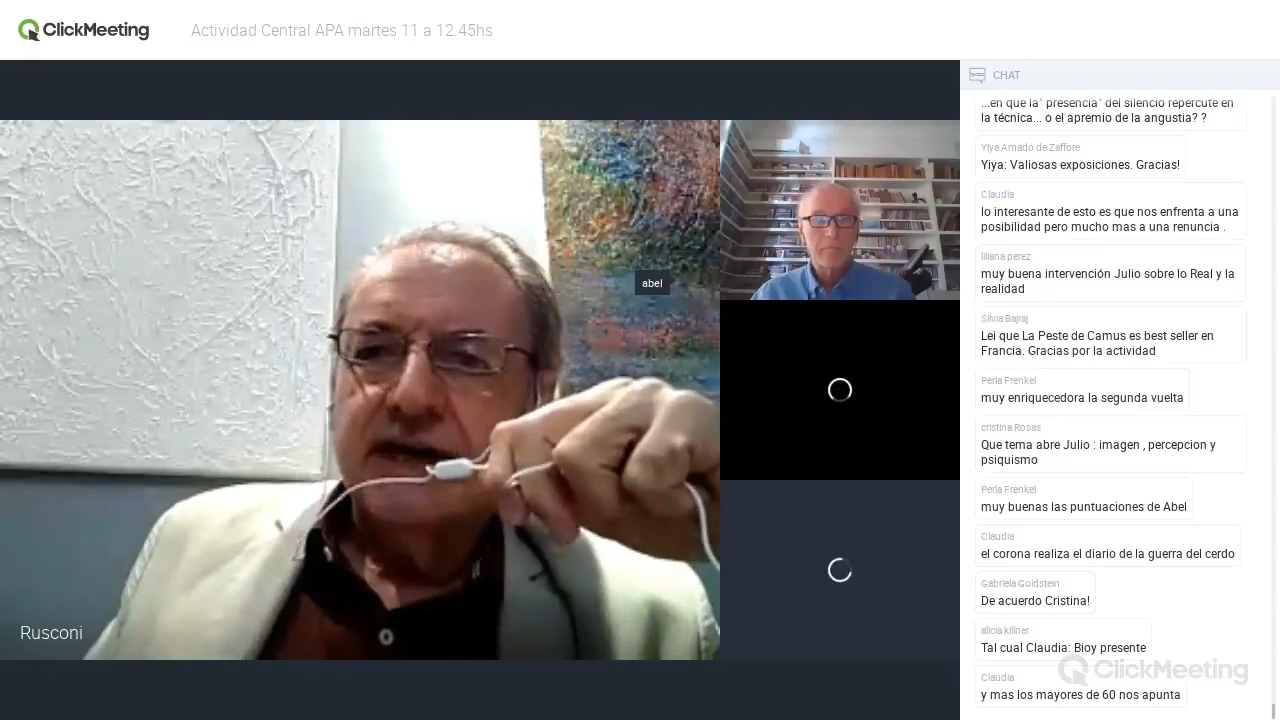 ClickMeeting
Actividad Central APA martes 11 a 12.45hs
CHAT
abel
Rusconi
...en que la" presencia" del silencio repercute en
la técnica... o el apremio de la angustia? ?
Yiya Amado de Zaffore
Yiya: Valiosas exposiciones. Gracias!
Claudia
lo interesante de esto es que nos enfrenta a una
posibilidad pero mucho mas a una renuncia .
liliana perez
muy buena intervención Julio sobre lo Real y la
realidad
Silvia Bajraj
Lei que La Peste de Camus es best seller en
Francia. Gracias por la actividad
Perla Frenkel
muy enriquecedora la segunda vuelta
cristina Rosas
Que tema abre Julio : imagen , percepcion y
psiquismo
Perla Frenkel
muy buenas las puntuaciones de Abel
Claudia
el corona realiza el diario de la guerra del cerdo
Gabriela Goldstein
De acuerdo Cristina!
alicia killner
Tal cual Claudia: Bioy presente
Claudia
y mas los mayores de 60 nos apunta
ClickMeeting